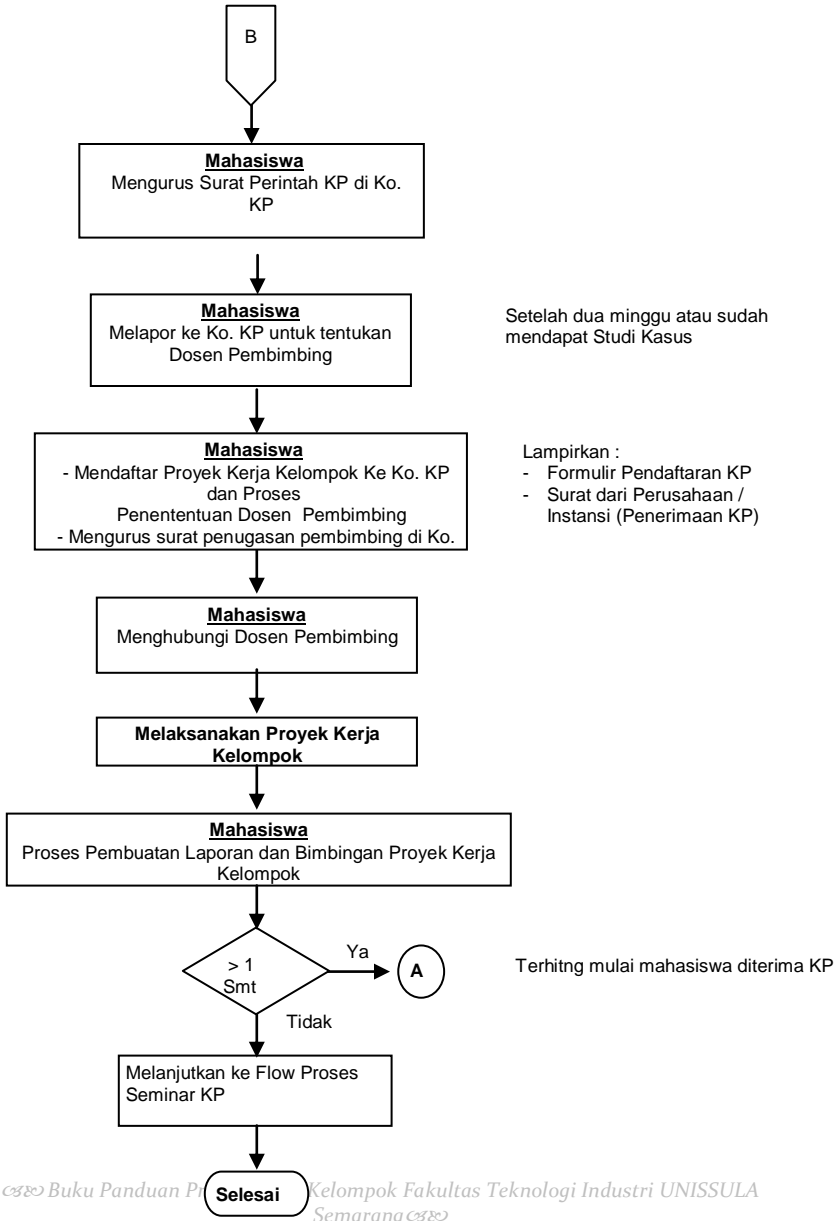 B
Mahasiswa
Mengurus Surat Perintah KP di Ko.
KP
Mahasiswa
Melapor ke Ko. KP untuk tentukan
Dosen Pembimbing
Setelah dua minggu atau sudah
mendapat Studi Kasus
Mahasiswa
- Mendaftar Proyek Kerja Kelompok Ke Ko. KP
dan Proses
Penententuan Dosen Pembimbing
- Mengurus surat penugasan pembimbing di Ko.
Lampirkan :
- Formulir Pendaftaran KP
- Surat dari Perusahaan /
Instansi (Penerimaan KP)
Mahasiswa
Menghubungi Dosen Pembimbing
Melaksanakan Proyek Kerja
Kelompok
Mahasiswa
Proses Pembuatan Laporan dan Bimbingan Proyek Kerja
Kelompok
> 1
Smt
Ya
A
Terhitng mulai mahasiswa diterima KP
Tidak
Melanjutkan ke Flow Proses
Seminar KP
Selesai
Buku Panduan Kelompok Fakultas Teknologi Industri UNISSULA
Semarang